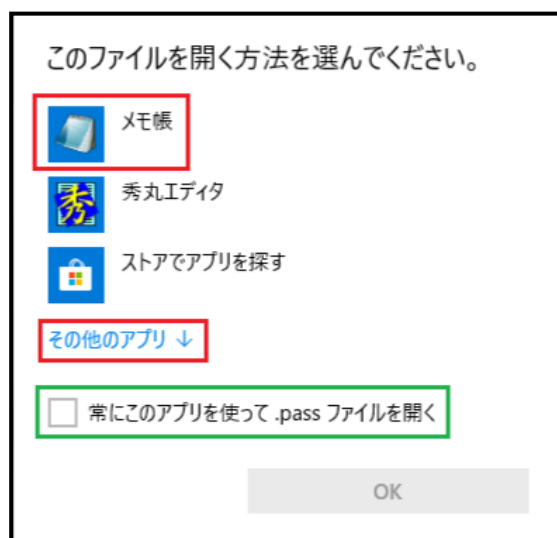 このファイルを開く方法を選んでください。
メモ帳
秀丸エディタ
ストアでアプリを探す
その他のアプリ ↓
常にこのアプリを使って .pass ファイルを開く
OK